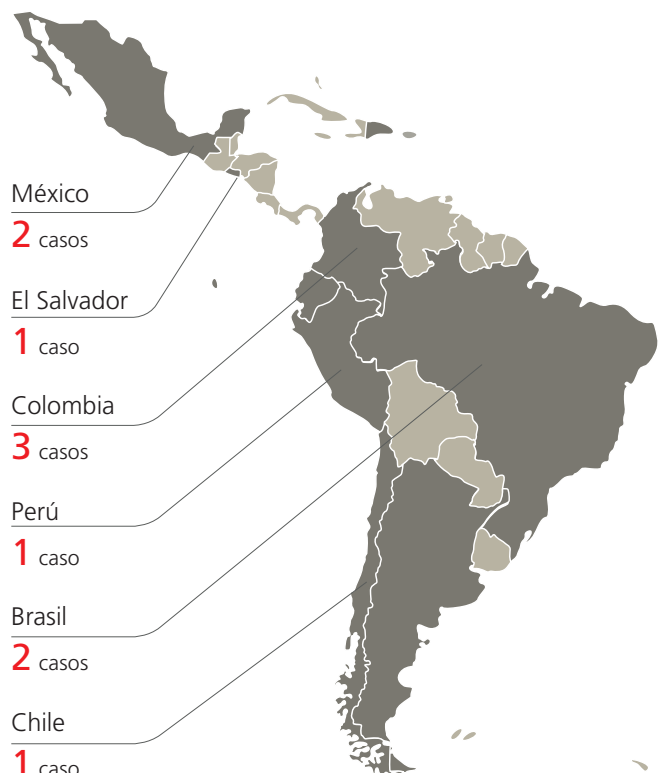 México
2 casos
El Salvador
1 caso
Colombia
3 casos
Perú
1 caso
Brasil
2 casos
Chile
1 caso